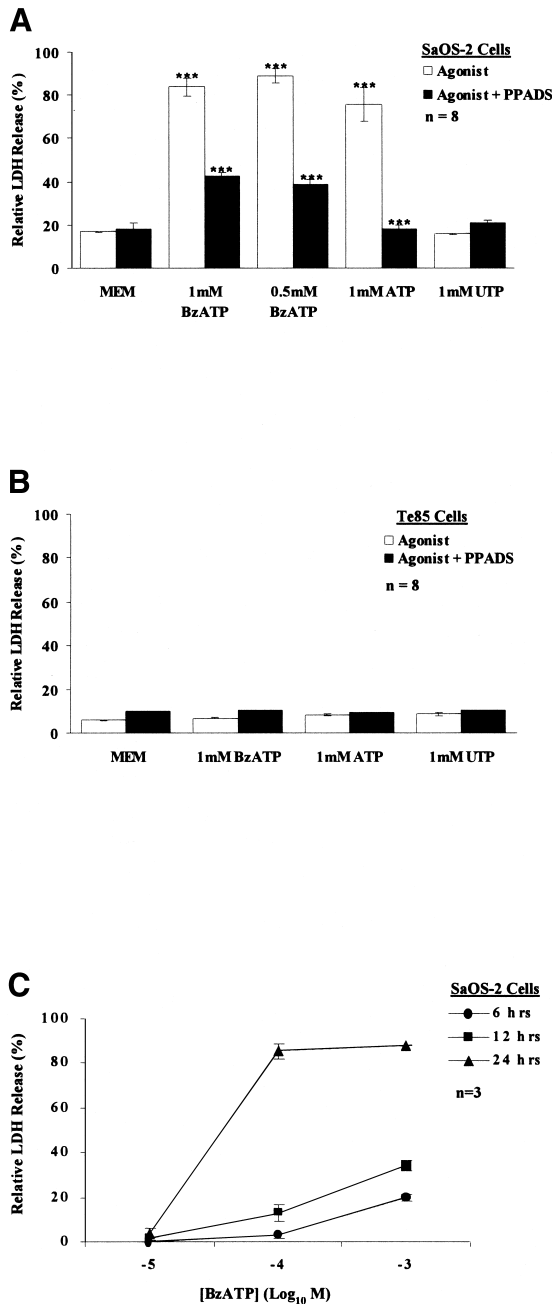 A
SaOS-2 Cells
Agonist
Agonist + PPADS
n = 8
Relative LDH Release (%)
100
80
60
40
20
0
*** *** ***
*** *** ***
MEM 1mM BzATP 0.5mM BzATP 1mM ATP 1mM UTP
B
Te85 Cells
Agonist
Agonist + PPADS
n = 8
Relative LDH Release (%)
100
80
60
40
20
0
MEM 1mM BzATP 1mM ATP 1mM UTP
C
SaOS-2 Cells
6 hrs
12 hrs
24 hrs
n=3
Relative LDH Release (%)
100
80
60
40
20
0
-5 -4 -3
[BzATP] (Log10 M)